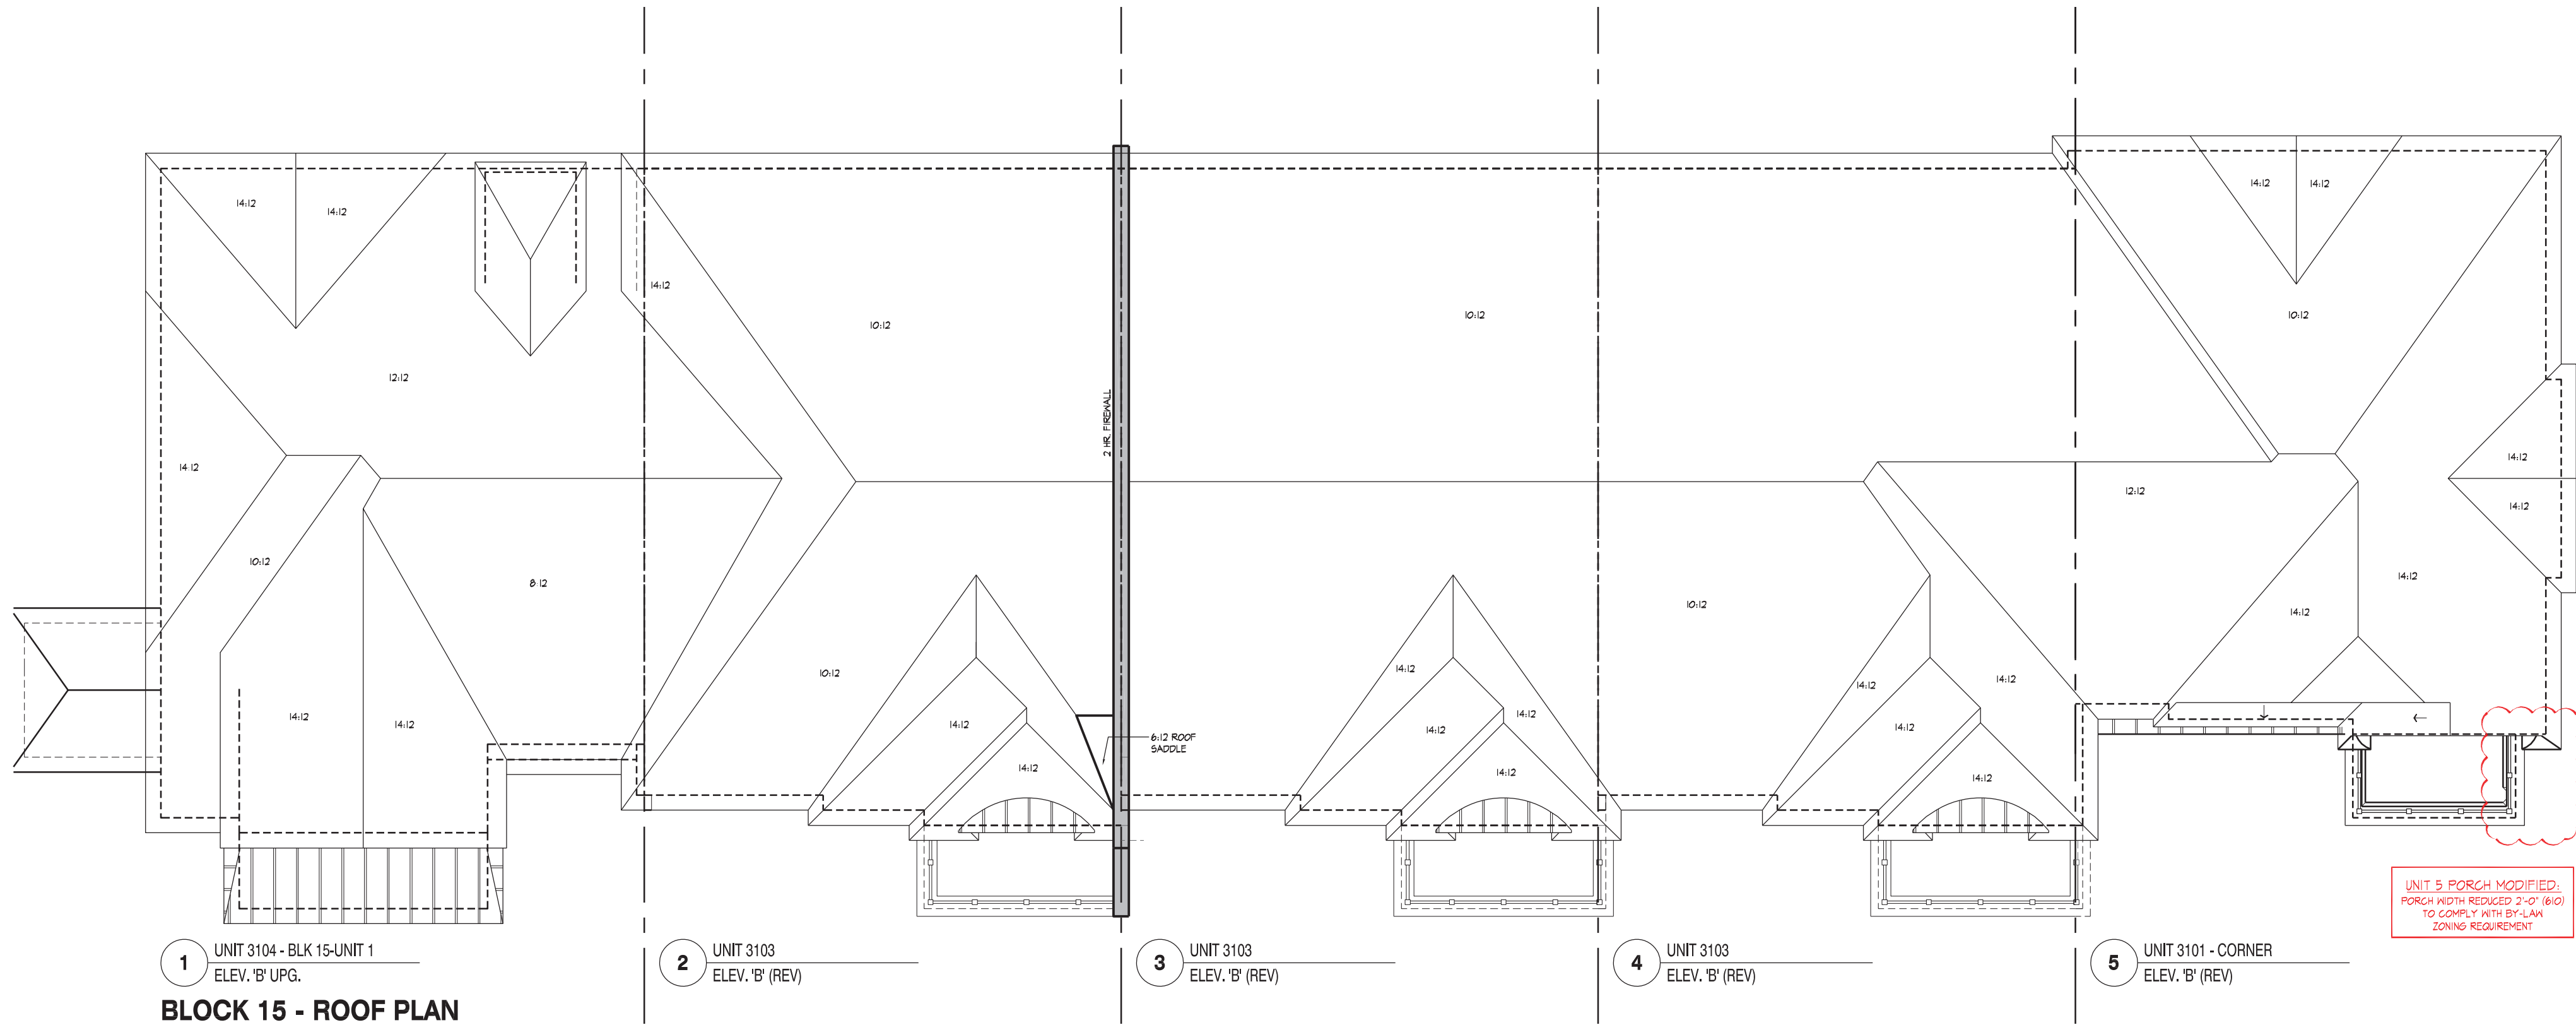 14:12
14:12
14:12
14:12
14:12
10:12
10:12
10:12
10:12
12:12
2 HR. FIREWALL
14:12
14:12
14:12
12:12
10:12
8:12
14:12
10:12
14:12
14:12
10:12
14:12
14:12
14:12
14:12
14:12
14:12
14:12
14:12
14:12
6:12 ROOF
SADDLE
14:12
14:12
14:12
UNIT 5 PORCH MODIFIED:
PORCH WIDTH REDUCED 2'-0" (610)
TO COMPLY WITH BY-LAW
ZONING REQUIREMENT
1 UNIT 3104 - BLK 15-UNIT 1
ELEV. 'B' UPG.
2 UNIT 3103
ELEV. 'B' (REV)
3 UNIT 3103
ELEV. 'B' (REV)
4 UNIT 3103
ELEV. 'B' (REV)
5 UNIT 3101 - CORNER
ELEV. 'B' (REV)
BLOCK 15 - ROOF PLAN